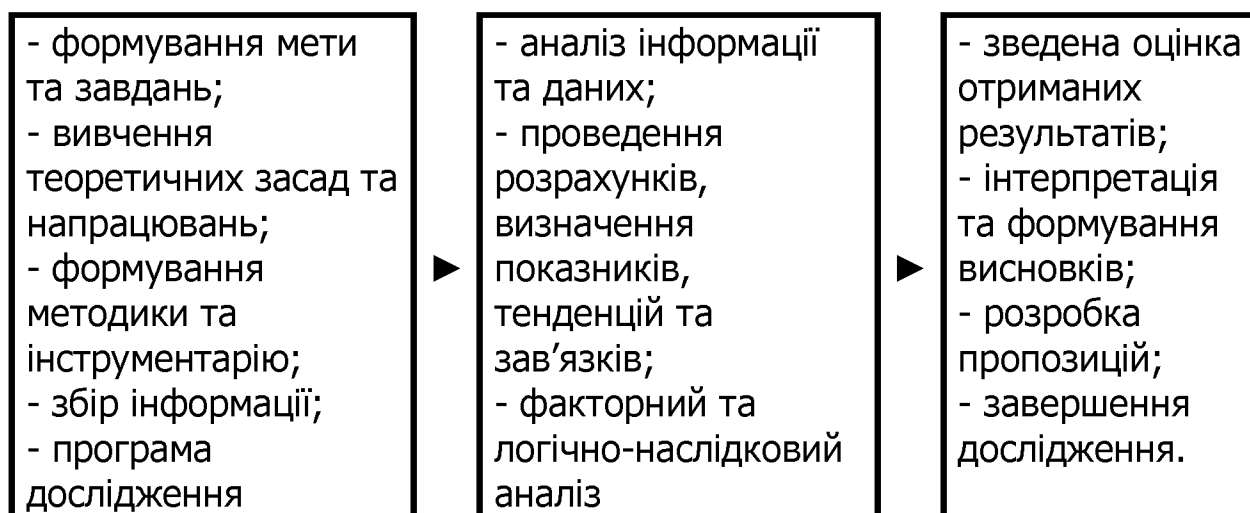 - формування мети
та завдань;
- вивчення
теоретичних засад та
напрацювань;
- формування
методики та
інструментарію;
- збір інформації;
- програма
дослідження
- аналіз інформації
та даних;
- проведення
розрахунків,
визначення
показників,
тенденцій та
зав’язків;
- факторний та
логічно-наслідковий
аналіз
- зведена оцінка
отриманих
результатів;
- інтерпретація
та формування
висновків;
- розробка
пропозицій;
- завершення
дослідження.